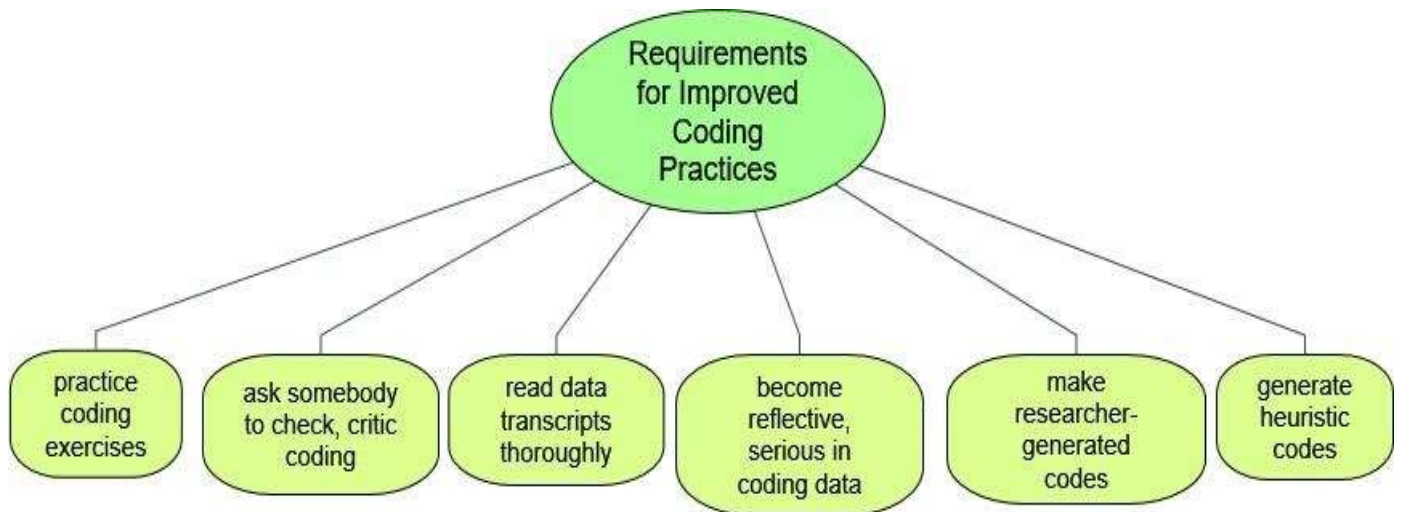 Requirements
for Improved
Coding
Practices
practice
coding
exercises
ask somebody
to check, critic
coding
read data
transcripts
thoroughly
become
reflective,
serious in
coding data
make
researcher-
generated
codes
generate
heuristic
codes